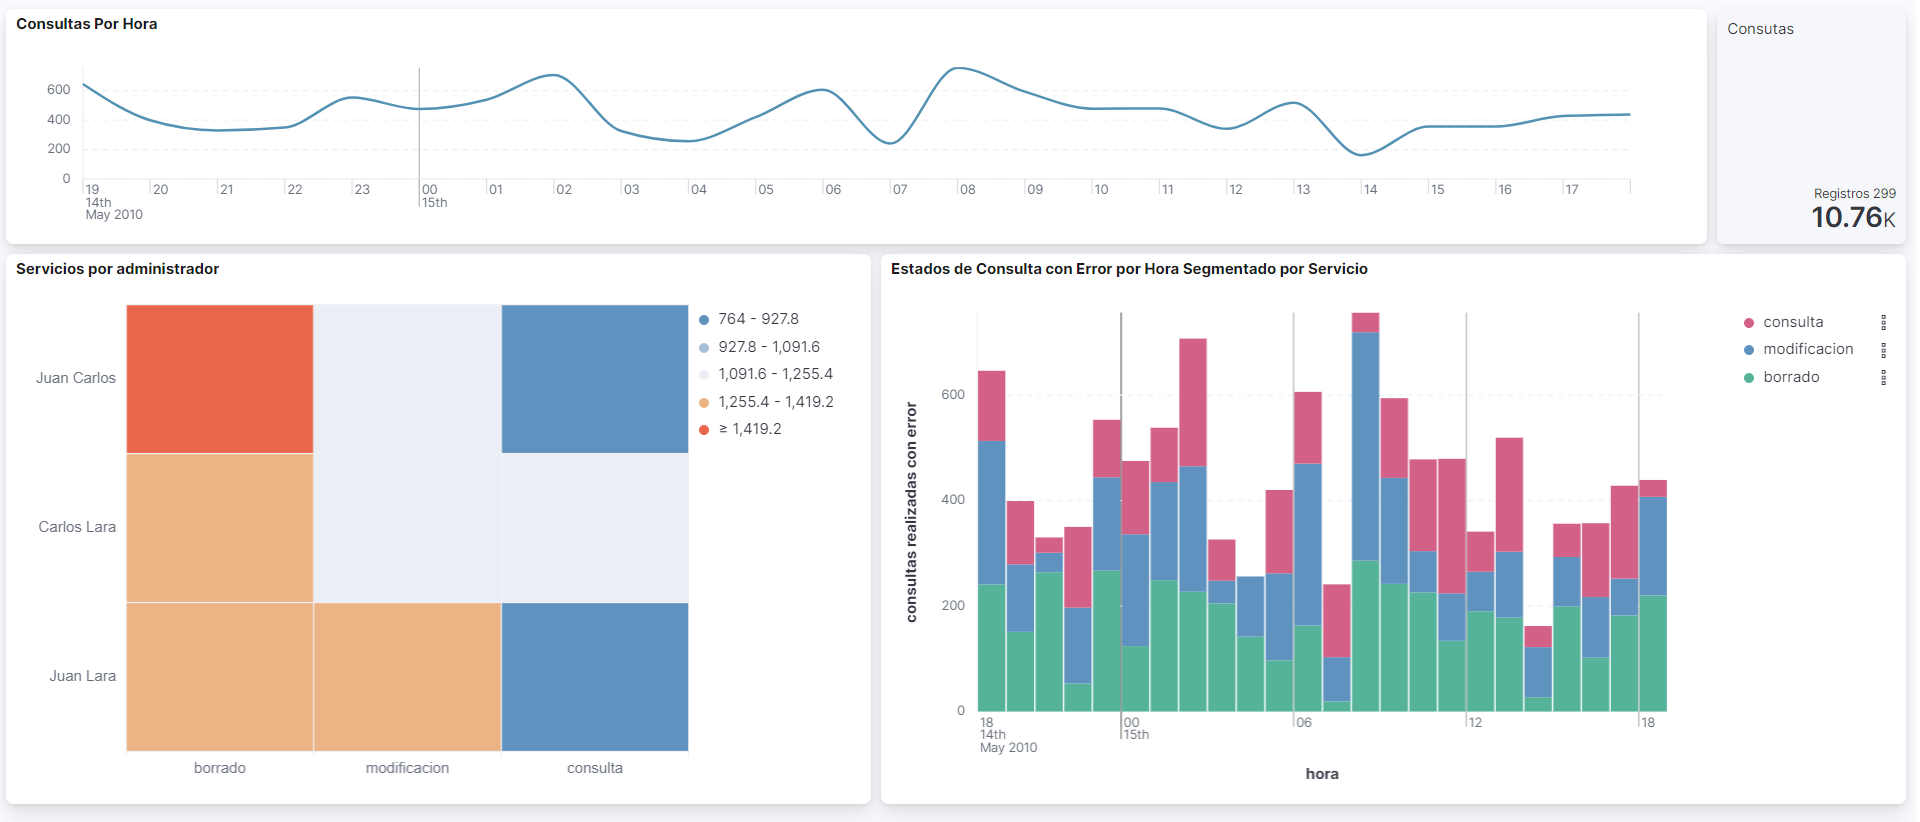 Consultas Por Hora
600
400
200
0
19 20 21 22 23 00 01 02 03 04 05 06 07 08 09 10 11 12 13 14 15 16 17
14th 15th
May 2010
Consutas
Registros 299
10.76K
Servicios por administrador
Juan Carlos
Carlos Lara
Juan Lara
borrado modificacion consulta
764 - 927.8
927.8 - 1,091.6
1,091.6 - 1,255.4
1,255.4 - 1,419.2
≥ 1,419.2
Estados de Consulta con Error por Hora Segmentado por Servicio
consultas realizadas con error
600
400
200
0
18 00 06 12 18
14th 15th
May 2010
hora
consulta
modificacion
borrado